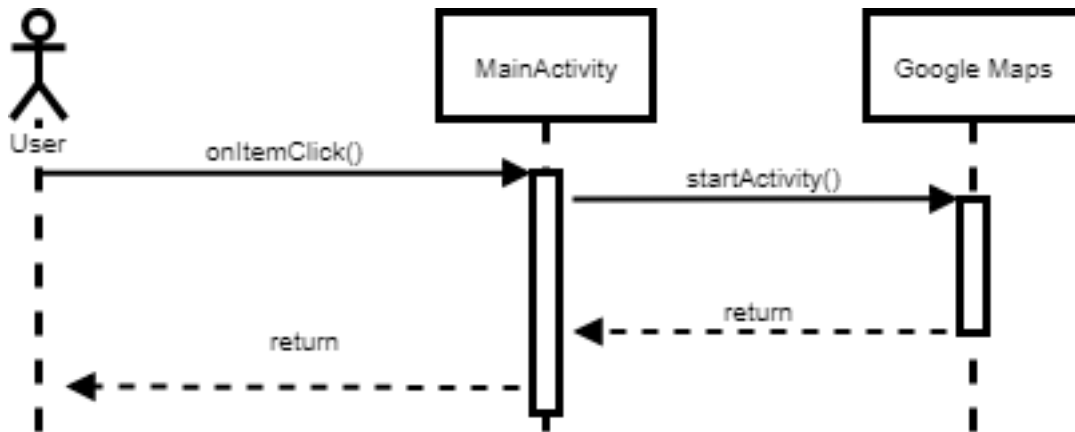 MainActivity
Google Maps
User
onItemClick()
startActivity()
return
return